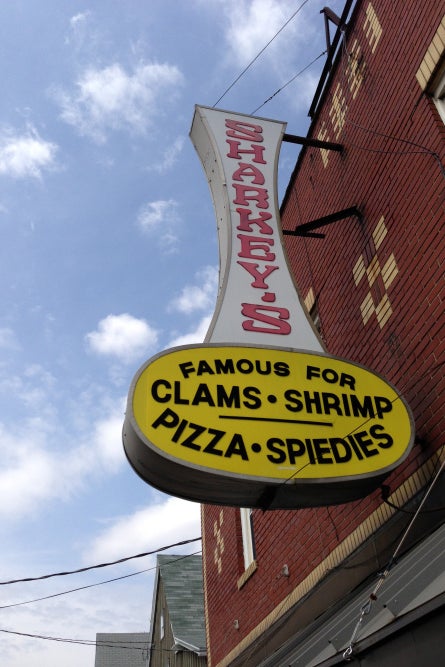 SHARKEY'S
FAMOUS FOR
CLAMS • SHRIMP
PIZZA • SPIEDIES